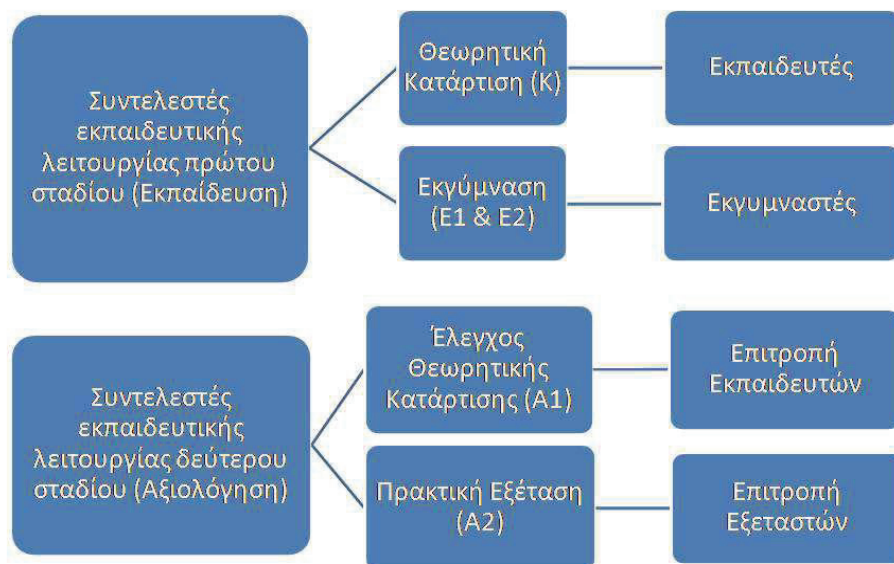 Συντελεστές
εκπαιδευτικής
λειτουργίας πρώτου
σταδίου (Εκπαίδευση)
Θεωρητική
Κατάρτιση (Κ)
Εκπαιδευτές
Εκγύμναση
(Ε1 & Ε2)
Εκγυμναστές
Συντελεστές
εκπαιδευτικής
λειτουργίας δεύτερου
σταδίου (Αξιολόγηση)
Έλεγχος
Θεωρητικής
Κατάρτισης (Α1)
Επιτροπή
Εκπαιδευτών
Πρακτική Εξέταση
(Α2)
Επιτροπή
Εξεταστών